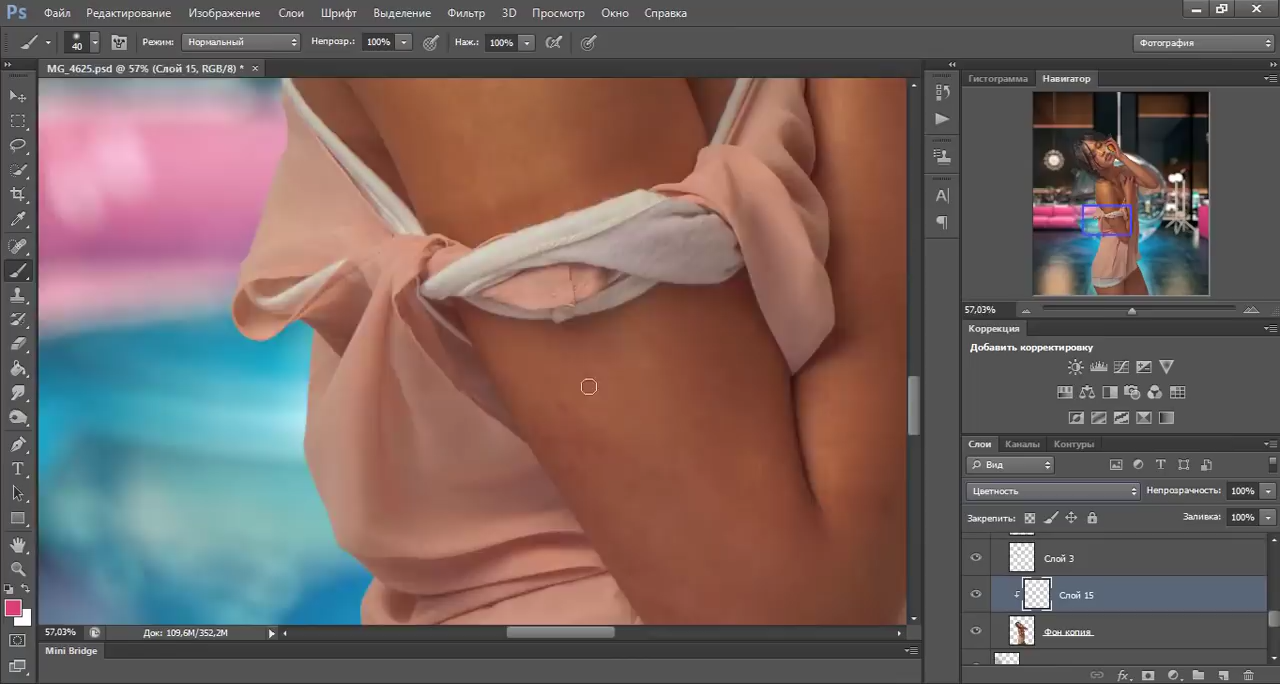 Ps Файл Редактирование Изображение Слои Шрифт Выделение Фильтр 3D Просмотр Окно Справка
40 Режим: Нормальный Непрозр.: 100% Наж.: 100% Фотография
MG_4625.psd @ 57% (Слой 15, RGB/8) * ×
Гистограмма Навигатор
57,03%
Коррекция
Добавить корректировку
Слои Каналы Контуры
Вид
Цветность Непрозрачность: 100%
Закрепить: Заливка: 100%
Слой 3
Слой 15
Фон копия
57,03% Док: 109,6M/352,2M
Mini Bridge